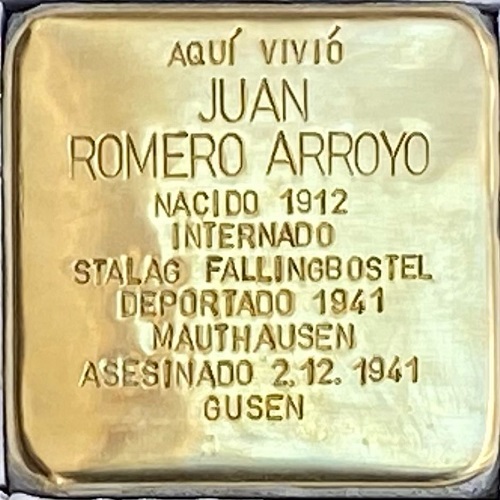 AQUÍ VIVIÓ
JUAN
ROMERO ARROYO
NACIDO 1912
INTERNADO
STALAG FALLINGBOSTEL
DEPORTADO 1941
MAUTHAUSEN
ASESINADO 2.12. 1941
GUSEN